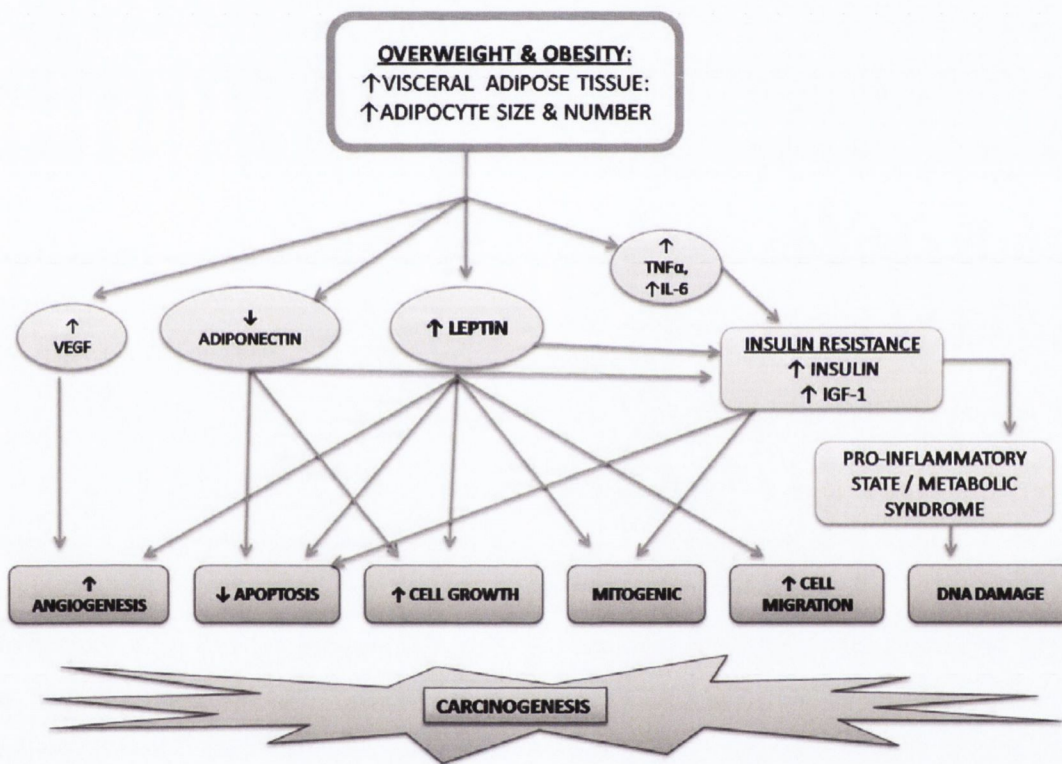 OVERWEIGHT & OBESITY:
↑VISCERAL ADIPOSE TISSUE:
↑ADIPOCYTE SIZE & NUMBER
↑
TNFα,
↑IL-6
↑
VEGF
↓
ADIPONECTIN
↑ LEPTIN
INSULIN RESISTANCE
↑ INSULIN
↑ IGF-1
PRO-INFLAMMATORY
STATE / METABOLIC
SYNDROME
↑
ANGIOGENESIS
↓ APOPTOSIS
↑ CELL GROWTH
MITOGENIC
↑ CELL
MIGRATION
DNA DAMAGE
CARCINOGENESIS